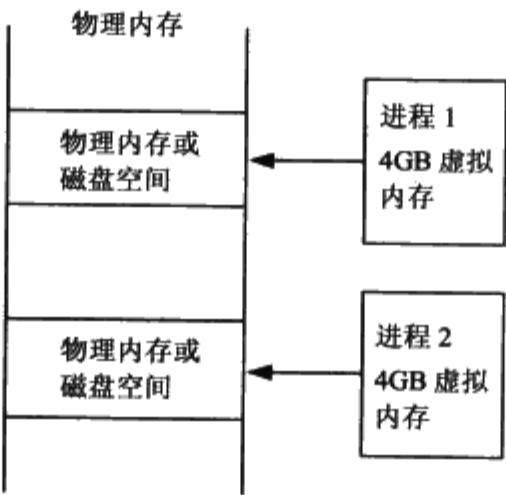 物理内存
物理内存或
磁盘空间
进程 1
4GB 虚拟
内存
物理内存或
磁盘空间
进程 2
4GB 虚拟
内存